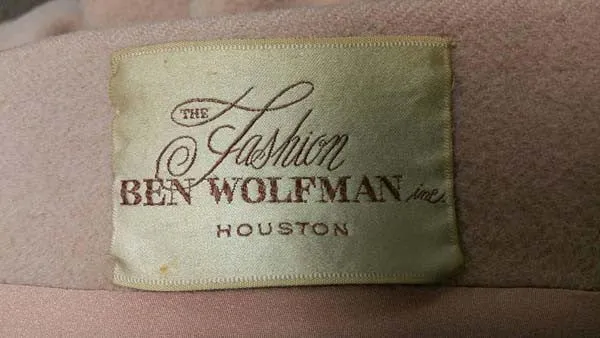 THE
Fashion
BEN WOLFMAN inc.
HOUSTON